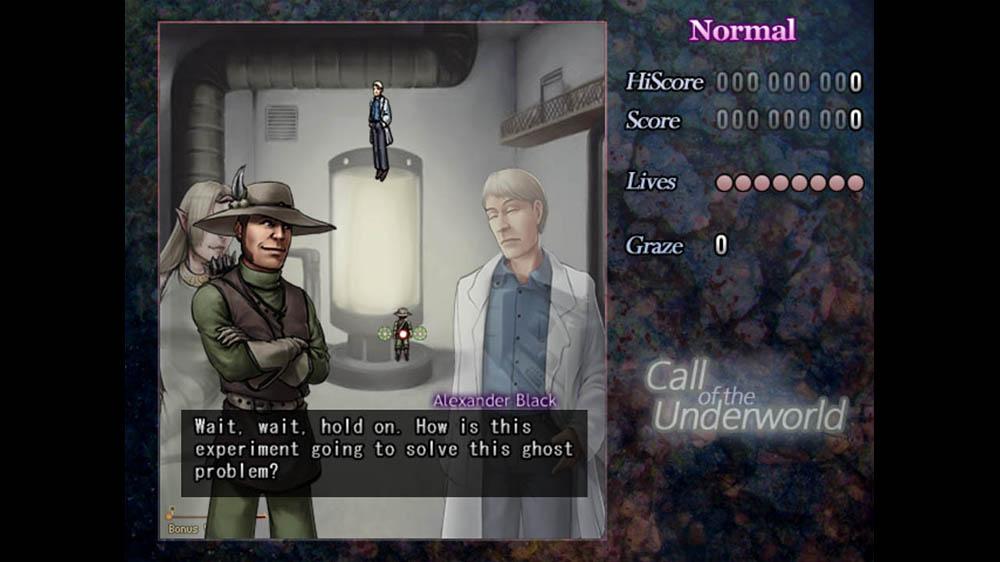 Normal
HiScore 000 000 000
Score 000 000 000
Lives
Graze 0
Call
of the
Underworld
Alexander Black
Wait, wait, hold on. How is this
experiment going to solve this ghost
problem?
Bonus